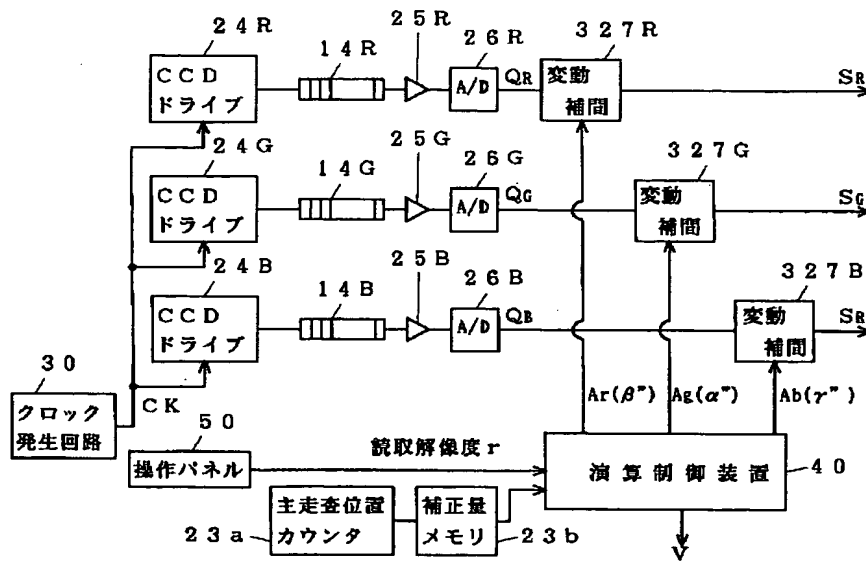 24R
CCD
ドライブ
14R
25R
26R
A/D
QR
327R
変動
補間
SR
24G
CCD
ドライブ
14G
25G
26G
A/D
QG
327G
変動
補間
SG
24B
CCD
ドライブ
14B
25B
26B
A/D
QB
327B
変動
補間
SR
30
クロック
発生回路
CK
Ar(β")
Ag(α")
Ab(γ")
50
操作パネル
読取解像度r
演算制御装置
40
主走査位置
カウンタ
23a
補正量
メモリ
23b
V